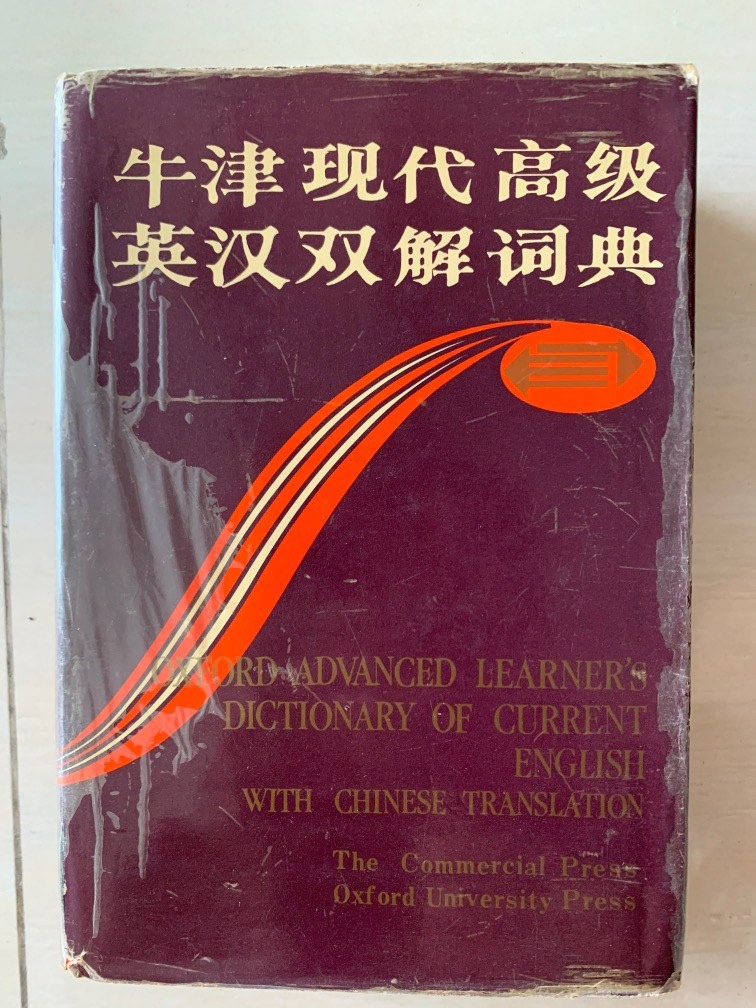 牛津现代高级
英汉双解词典
OXFORD ADVANCED LEARNER'S
DICTIONARY OF CURRENT
ENGLISH
WITH CHINESE TRANSLATION
The Commercial Press
Oxford University Press